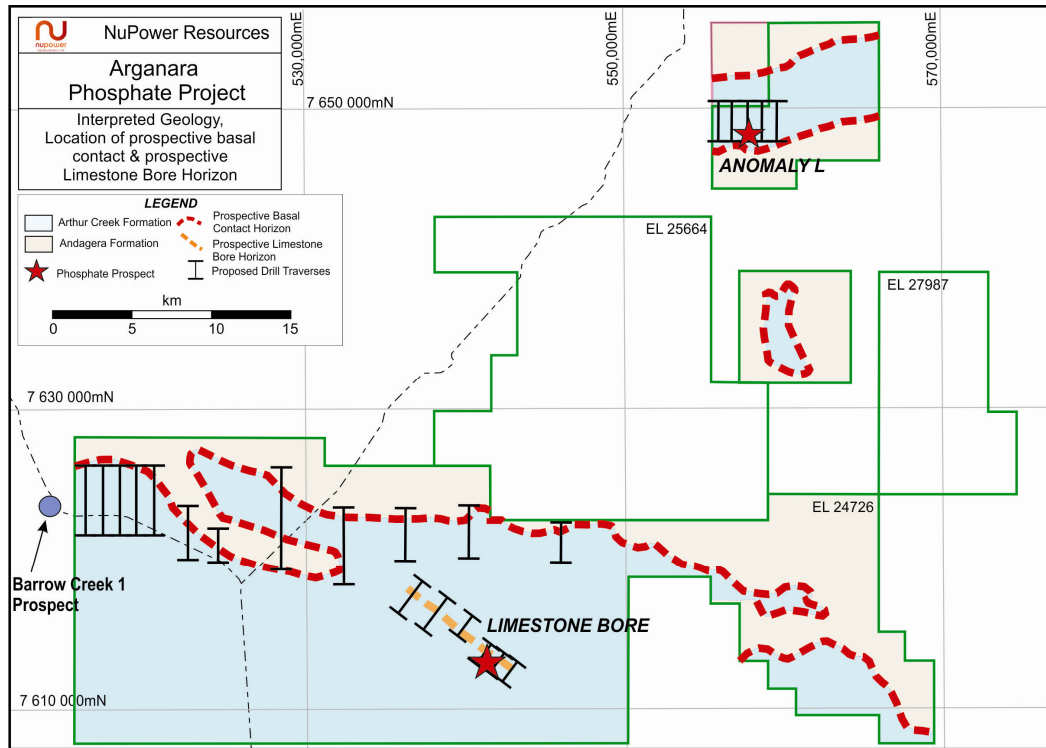 nupower
NuPower Resources
Arganara
Phosphate Project
Interpreted Geology,
Location of prospective basal
contact & prospective
Limestone Bore Horizon
LEGEND
Arthur Creek Formation
Prospective Basal
Contact Horizon
Andagera Formation
Prospective Limestone
Bore Horizon
Phosphate Prospect
Proposed Drill Traverses
km
0 5 10 15
530,000mE
550,000mE
570,000mE
7 650 000mN
ANOMALY L
EL 25664
EL 27987
7 630 000mN
EL 24726
Barrow Creek 1
Prospect
LIMESTONE BORE
7 610 000mN